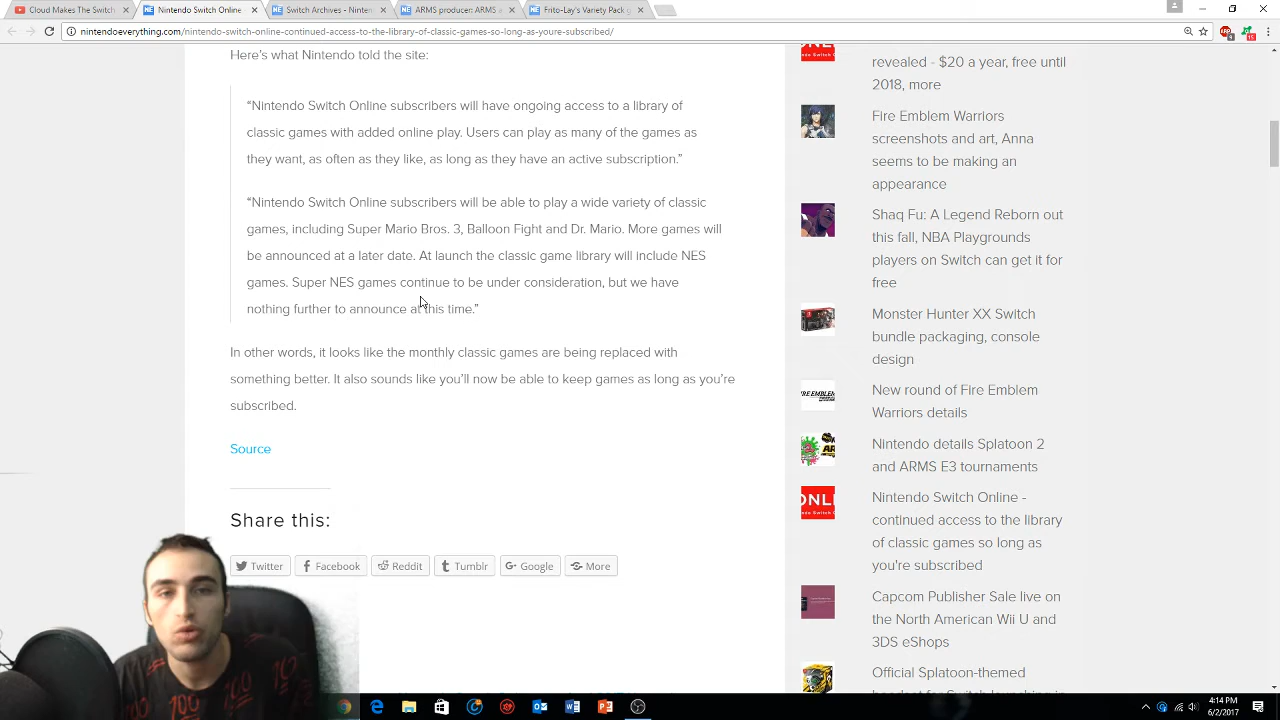 Cloud Makes The Switch
Nintendo Switch Online
Switch Archives - Ninten
ARMS producer: ARMS a
Frito-Lay's Variety Pack g
nintendoeverything.com/nintendo-switch-online-continued-access-to-the-library-of-classic-games-so-long-as-youre-subscribed/
Here's what Nintendo told the site:
“Nintendo Switch Online subscribers will have ongoing access to a library of
classic games with added online play. Users can play as many of the games as
they want, as often as they like, as long as they have an active subscription.”
“Nintendo Switch Online subscribers will be able to play a wide variety of classic
games, including Super Mario Bros. 3, Balloon Fight and Dr. Mario. More games will
be announced at a later date. At launch the classic game library will include NES
games. Super NES games continue to be under consideration, but we have
nothing further to announce at this time.”
In other words, it looks like the monthly classic games are being replaced with
something better. It also sounds like you'll now be able to keep games as long as you're
subscribed.
Source
Share this:
Twitter
Facebook
Reddit
Tumblr
Google
More
revealed - $20 a year, free until
2018, more
Fire Emblem Warriors
screenshots and art, Anna
seems to be making an
appearance
Shaq Fu: A Legend Reborn out
this fall, NBA Playgrounds
players on Switch can get it for
free
Monster Hunter XX Switch
bundle packaging, console
design
New round of Fire Emblem
Warriors details
Nintendo details Splatoon 2
and ARMS E3 tournaments
Nintendo Switch Online -
continued access to the library
of classic games so long as
you're subscribed
Capcom Publisher Sale live on
the North American Wii U and
3DS eShops
Official Splatoon-themed
4:14 PM
6/2/2017